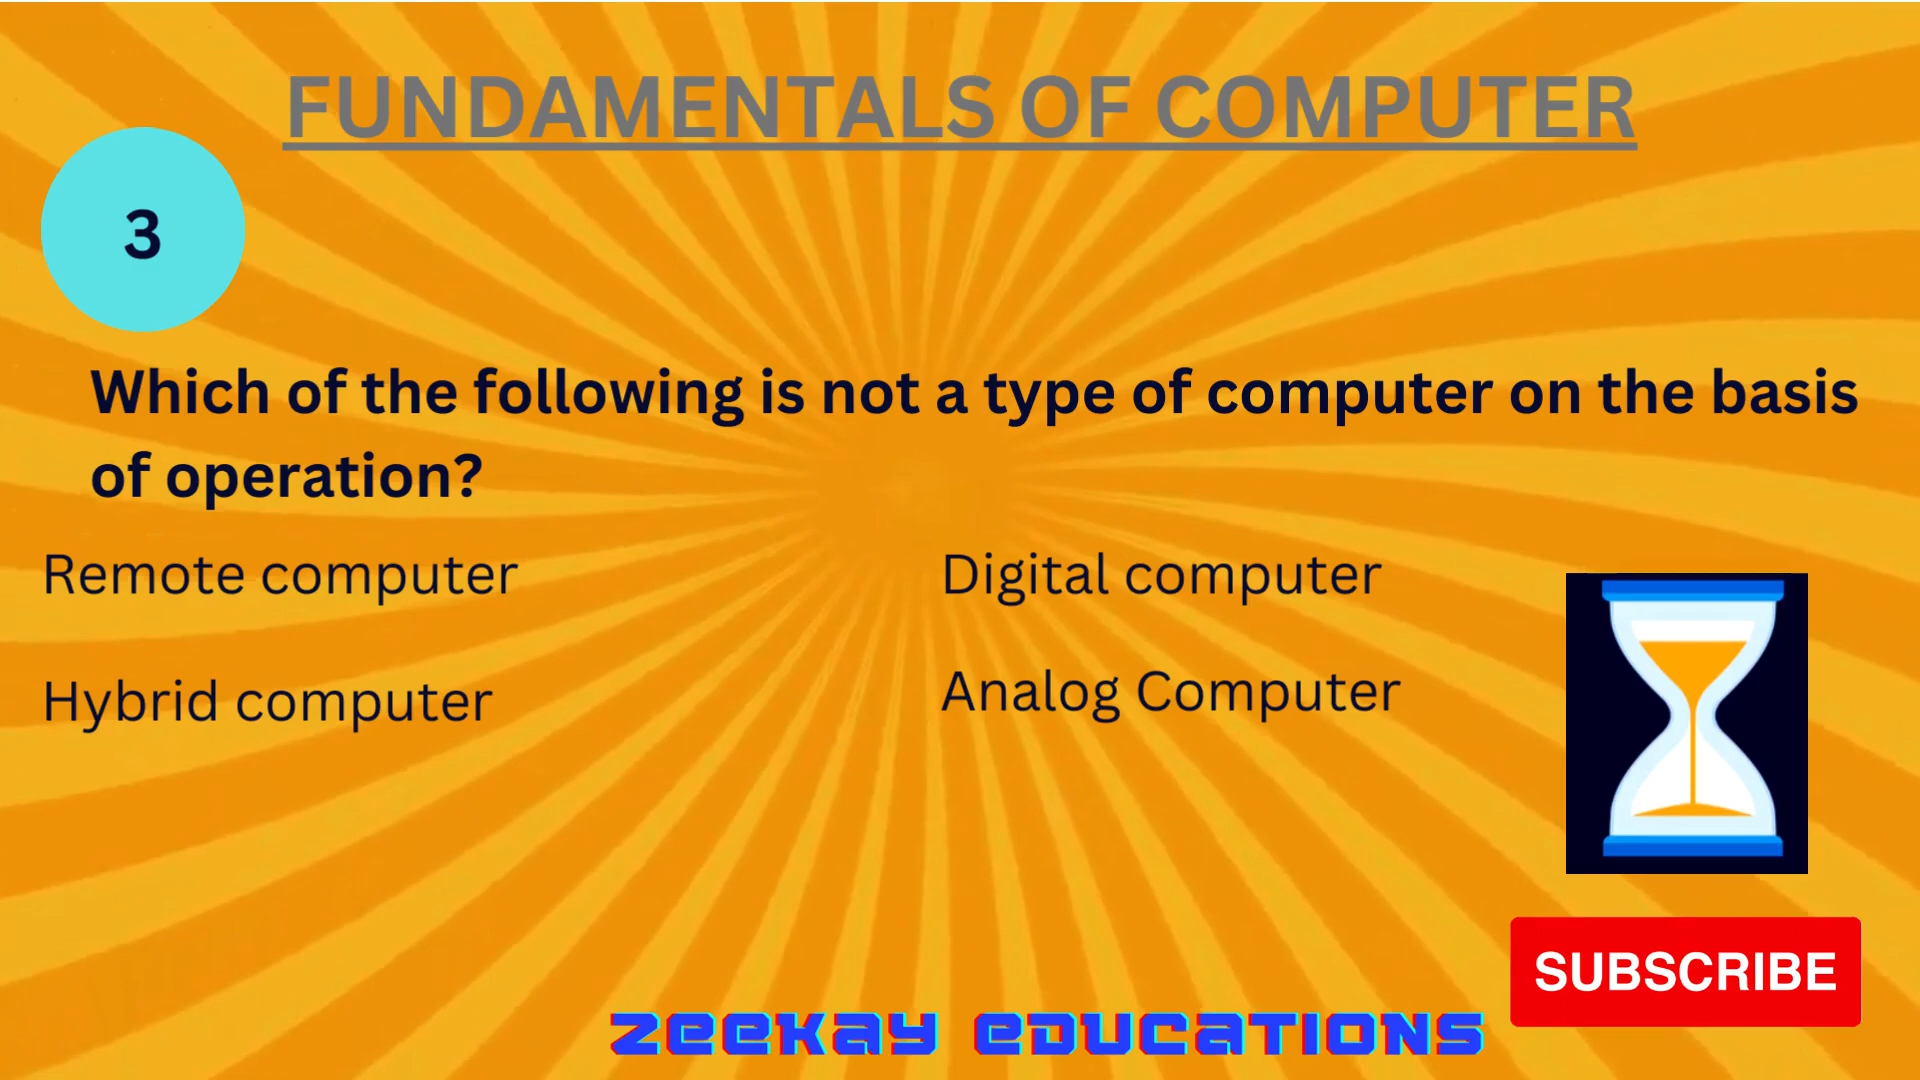 FUNDAMENTALS OF COMPUTER
3
Which of the following is not a type of computer on the basis
of operation?
Remote computer
Digital computer
Hybrid computer
Analog Computer
SUBSCRIBE
ZEEKAY EDUCATIONS